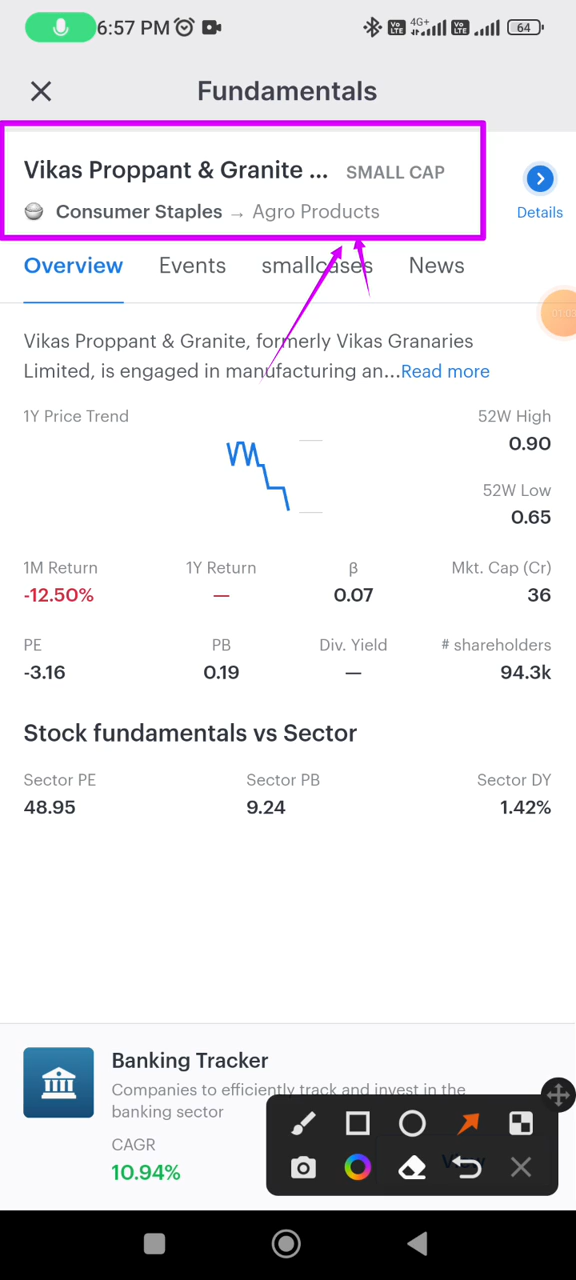 6:57 PM
4G+
Vo LTE
Vo LTE
64
Fundamentals
Vikas Proppant & Granite ... SMALL CAP
Consumer Staples → Agro Products
Details
Overview Events smallcases News
Vikas Proppant & Granite, formerly Vikas Granaries
Limited, is engaged in manufacturing an...Read more
1Y Price Trend
52W High
0.90
52W Low
0.65
1M Return 1Y Return β Mkt. Cap (Cr)
-12.50% — 0.07 36
PE PB Div. Yield # shareholders
-3.16 0.19 — 94.3k
Stock fundamentals vs Sector
Sector PE Sector PB Sector DY
48.95 9.24 1.42%
Banking Tracker
Companies to efficiently track and invest in the
banking sector
CAGR
10.94%